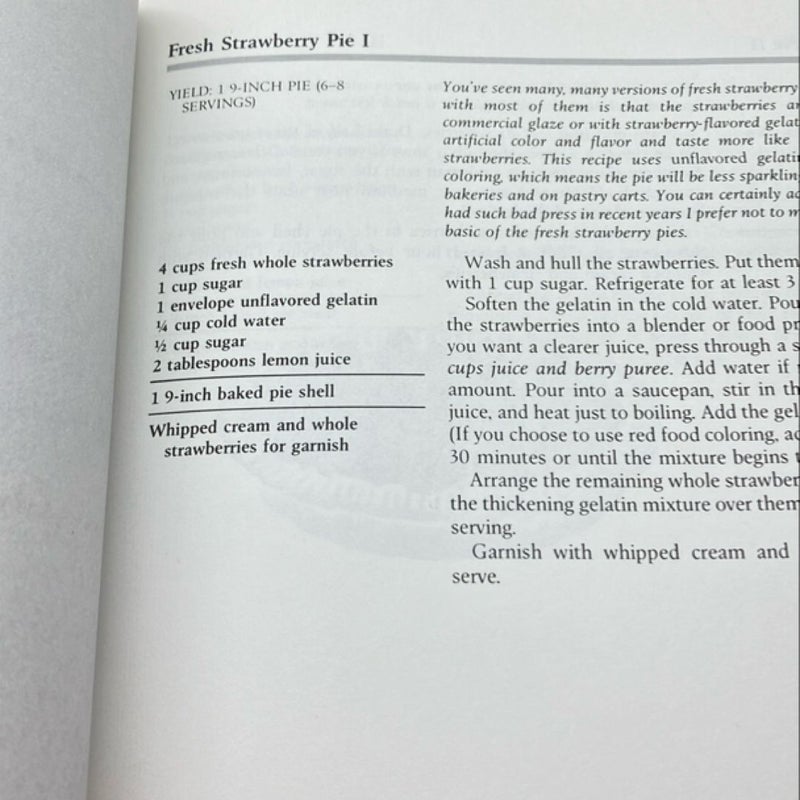 Fresh Strawberry Pie I
YIELD: 1 9-INCH PIE (6–8
SERVINGS)
4 cups fresh whole strawberries
1 cup sugar
1 envelope unflavored gelatin
¼ cup cold water
½ cup sugar
2 tablespoons lemon juice
1 9-inch baked pie shell
Whipped cream and whole
strawberries for garnish
You've seen many, many versions of fresh strawberry
with most of them is that the strawberries
commercial glaze or with strawberry-flavored
artificial color and flavor and taste more like
strawberries. This recipe uses unflavored
coloring, which means the pie will be less
bakeries and on pastry carts. You can certainly
had such bad press in recent years I prefer not to
basic of the fresh strawberry pies.
Wash and hull the strawberries. Put them
with 1 cup sugar. Refrigerate for at least 3
Soften the gelatin in the cold water.
the strawberries into a blender or food
you want a clearer juice, press through a
cups juice and berry puree. Add water if
amount. Pour into a saucepan, stir in
juice, and heat just to boiling. Add the
(If you choose to use red food coloring,
30 minutes or until the mixture begins
Arrange the remaining whole
the thickening gelatin mixture over them
serving.
Garnish with whipped cream and
serve.